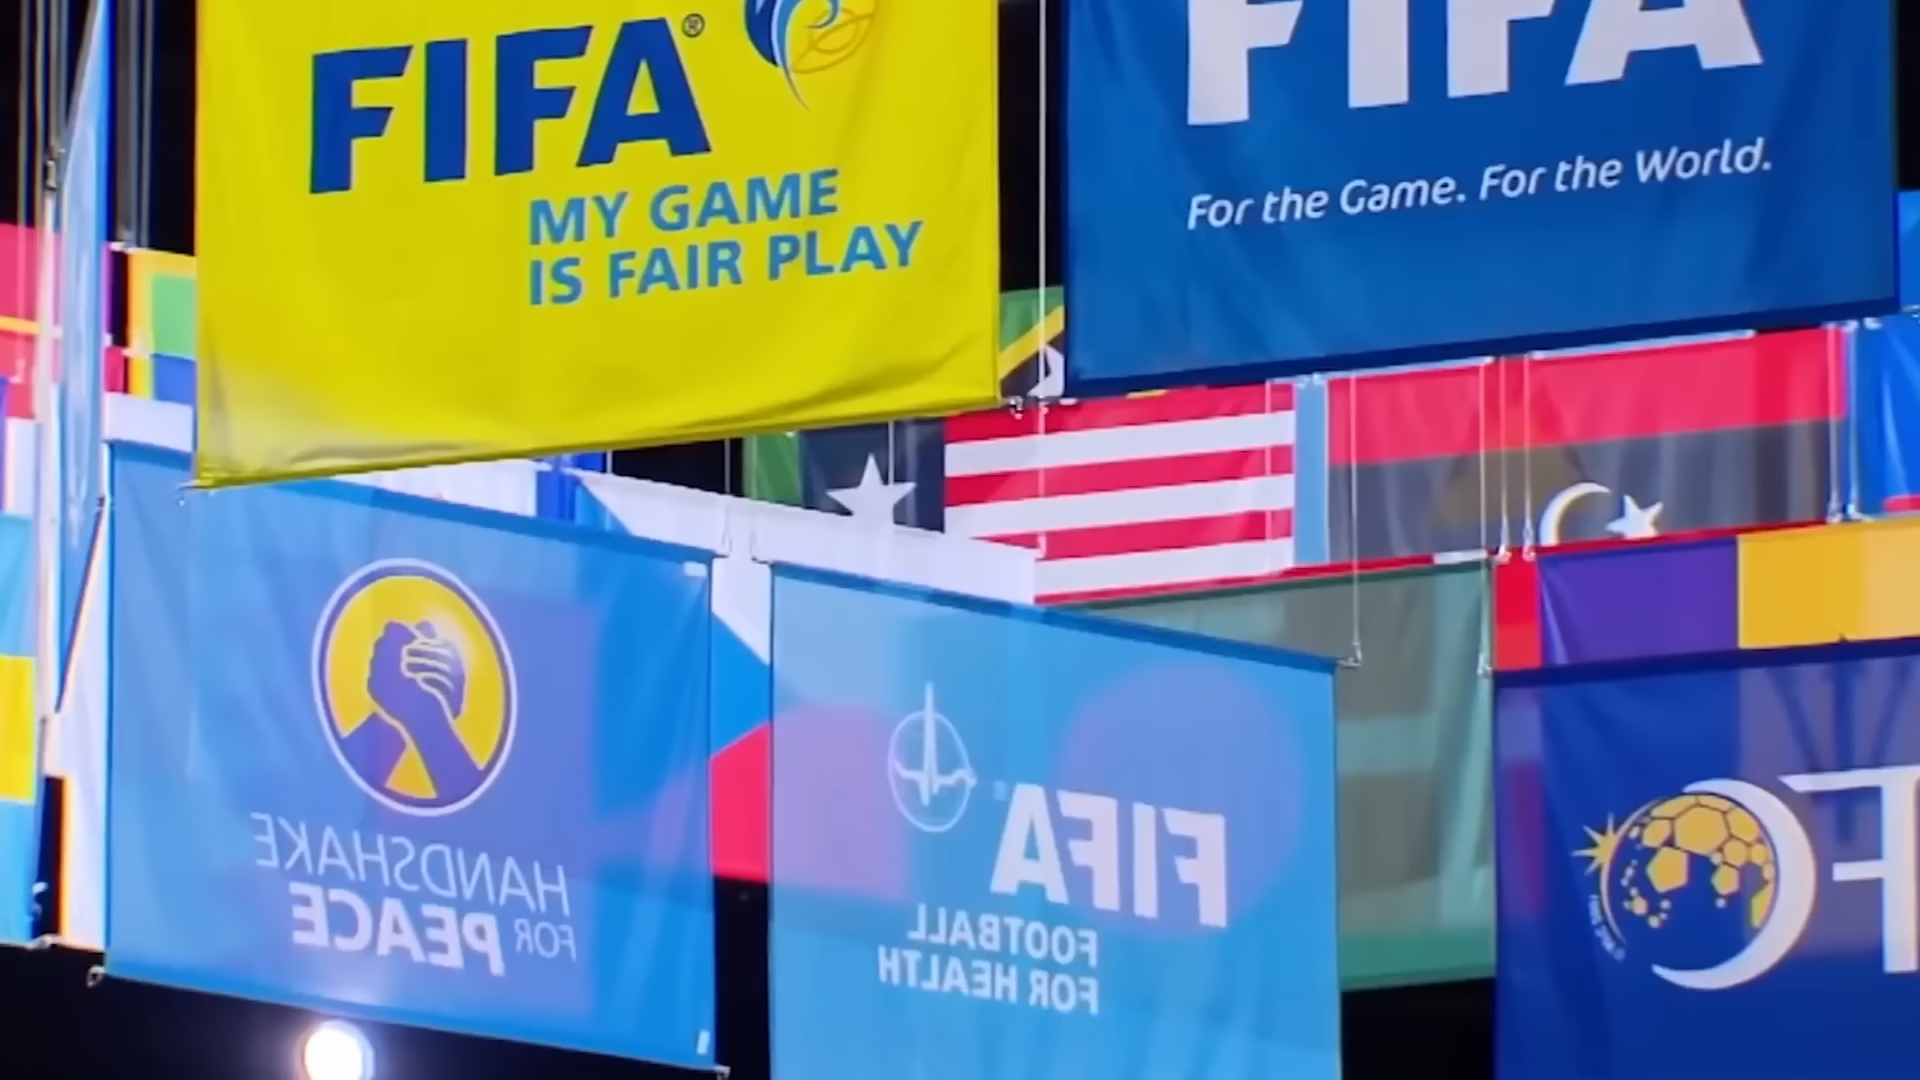 FIFA®
MY GAME
IS FAIR PLAY
FIFA
For the Game. For the World.
HANDSHAKE
FOR PEACE
FIFA®
FOOTBALL
FOR HEALTH